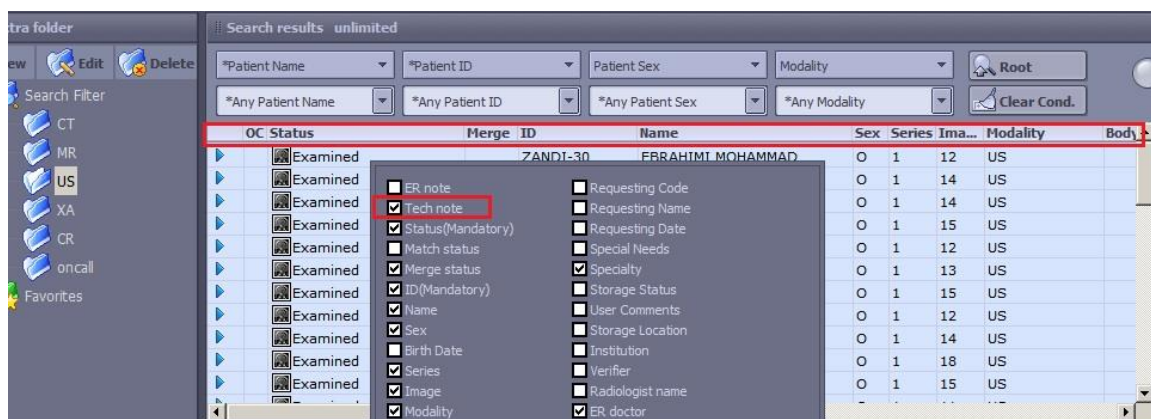 tra folder
Search results unlimited
ew Edit Delete
*Patient Name *Patient ID Patient Sex Modality Root
*Any Patient Name *Any Patient ID *Any Patient Sex *Any Modality Clear Cond.
Search Filter
CT
MR
US
XA
CR
oncall
Favorites
OC Status Merge ID Name Sex Series Ima... Modality Body
Examined ZANDI-30 EBRAHIMI MOHAMMAD O 1 12 US
Examined O 1 14 US
Examined O 1 14 US
Examined O 1 15 US
Examined O 1 12 US
Examined O 1 13 US
Examined O 1 15 US
Examined O 1 12 US
Examined O 1 14 US
Examined O 1 18 US
Examined O 1 15 US
ER note
Tech note
Status(Mandatory)
Match status
Merge status
ID(Mandatory)
Name
Sex
Birth Date
Series
Image
Modality
Requesting Code
Requesting Name
Requesting Date
Special Needs
Specialty
Storage Status
User Comments
Storage Location
Institution
Verifier
Radiologist name
ER doctor